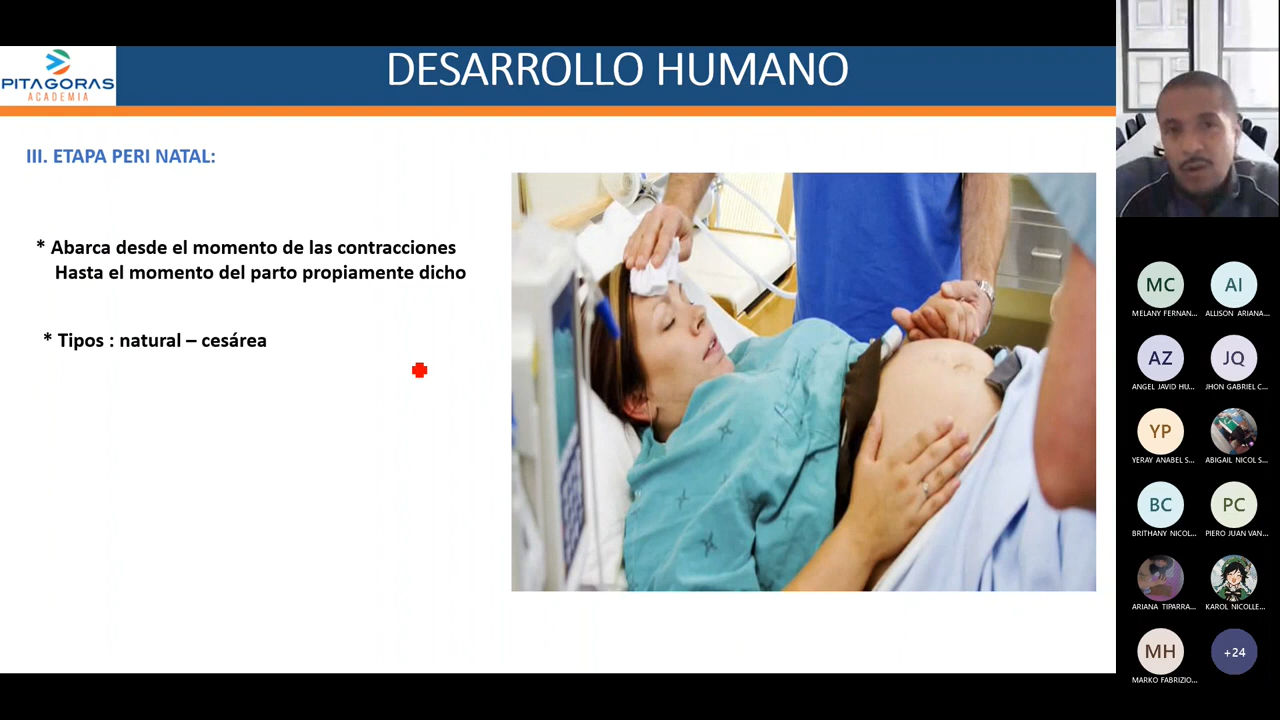 PITAGORAS
ACADEMIA
DESARROLLO HUMANO
III. ETAPA PERI NATAL:
* Abarca desde el momento de las contracciones
Hasta el momento del parto propiamente dicho
* Tipos : natural – cesárea
MC
AI
MELANY FERNAN...
ALLISON ARIANA...
AZ
JQ
ANGEL JAVID HU...
JHON GABRIEL C...
YP
YERAY ANABEL S...
ABIGAIL NICOL S...
BC
PC
BRITHANY NICOL...
PIERO JUAN VAN...
ARIANA TIPARRA...
KAROL NICOLLE...
MH
+24
MARKO FABRIZIO...